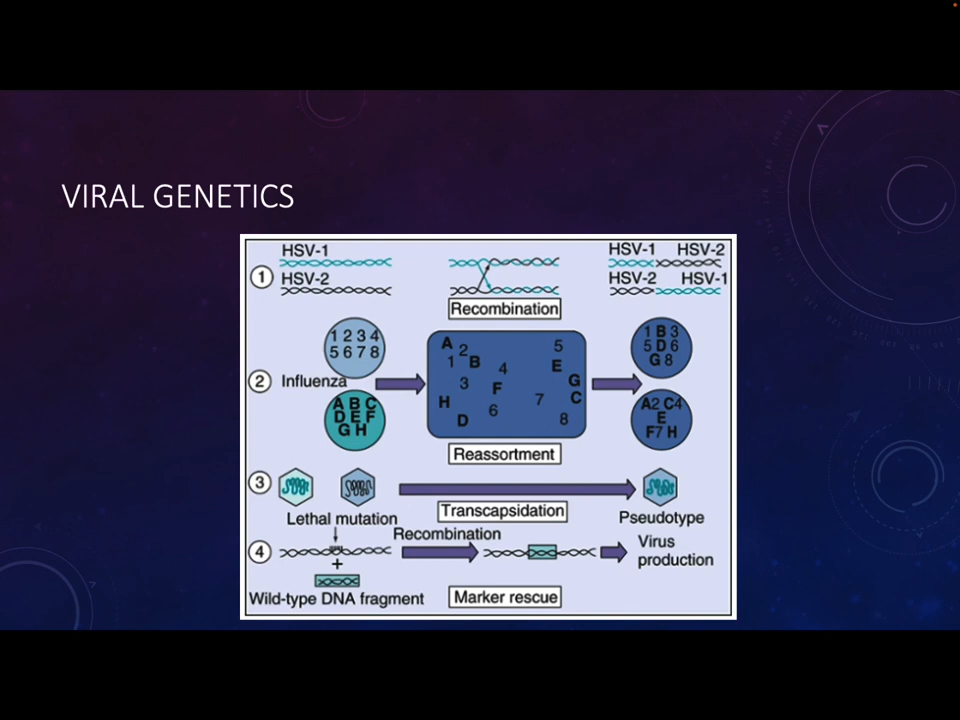 VIRAL GENETICS
HSV-1
HSV-2
HSV-1 HSV-2
1
HSV-2 HSV-1
Recombination
1 2 3 4
5 6 7 8
2 Influenza
A B C
D E F
G H
A 2 5
1 B 4 E
3 F G
H 7 C
D 6 8
Reassortment
1 B 3
5 D 6
G 8
A2 C4
E
F7 H
3
Transcapsidation
Pseudotype
Lethal mutation
4
Recombination
Virus
production
+
Wild-type DNA fragment
Marker rescue